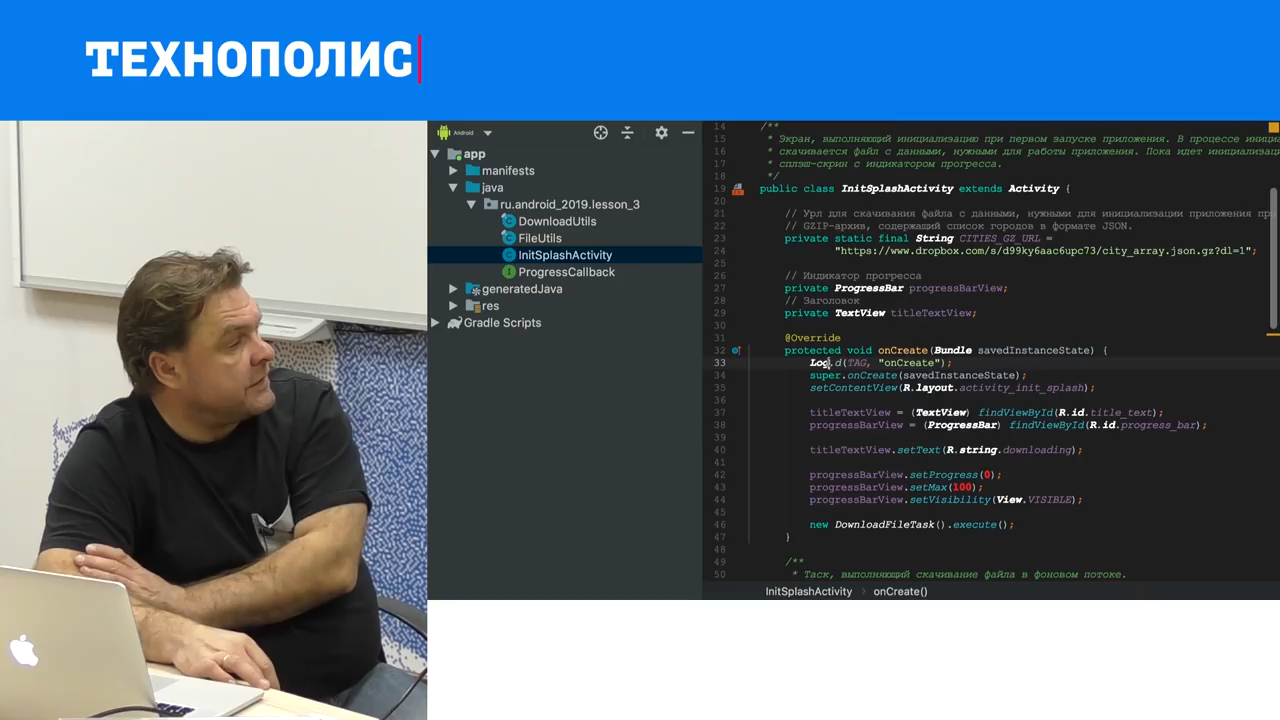 ТЕХНОПОЛИС
Android
app
manifests
java
ru.android_2019.lesson_3
DownloadUtils
FileUtils
InitSplashActivity
ProgressCallback
generatedJava
res
Gradle Scripts
14 /**
15 * Экран, выполняющий инициализацию при первом запуске приложения. В процессе
16 * скачивается файл с данными, нужными для работы приложения. Пока идет
17 * сплэш-скрин с индикатором прогресса.
18 */
19 public class InitSplashActivity extends Activity {
20
21 // Урл для скачивания файла с данными, нужными для инициализации приложения
22 // GZIP-архив, содержащий список городов в формате JSON.
23 private static final String CITIES_GZ_URL =
24 "https://www.dropbox.com/s/d99ky6aac6upc73/city_array.json.gz?dl=1";
25
26 // Индикатор прогресса
27 private ProgressBar progressBarView;
28 // Заголовок
29 private TextView titleTextView;
30
31 @Override
32 protected void onCreate(Bundle savedInstanceState) {
33 Log.d(TAG, "onCreate");
34 super.onCreate(savedInstanceState);
35 setContentView(R.layout.activity_init_splash);
36
37 titleTextView = (TextView) findViewById(R.id.title_text);
38 progressBarView = (ProgressBar) findViewById(R.id.progress_bar);
39
40 titleTextView.setText(R.string.downloading);
41
42 progressBarView.setProgress(0);
43 progressBarView.setMax(100);
44 progressBarView.setVisibility(View.VISIBLE);
45
46 new DownloadFileTask().execute();
47 }
48
49 /**
50 * Таск, выполняющий скачивание файла в фоновом потоке.
InitSplashActivity › onCreate()